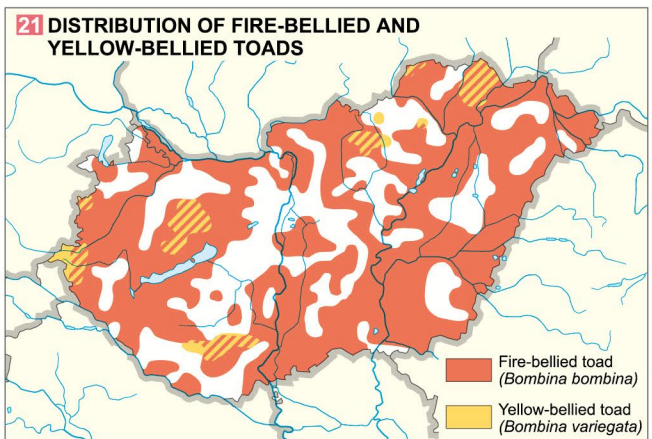 21 DISTRIBUTION OF FIRE-BELLIED AND
YELLOW-BELLIED TOADS
Fire-bellied toad
(Bombina bombina)
Yellow-bellied toad
(Bombina variegata)